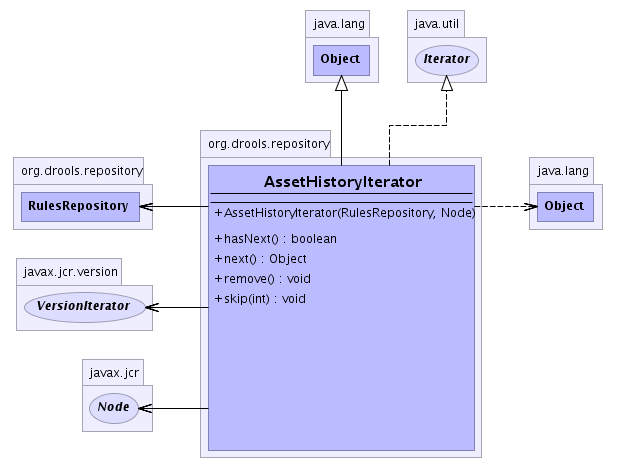 java.lang
Object
java.util
Iterator
org.drools.repository
AssetHistoryIterator
+ AssetHistoryIterator(RulesRepository, Node)
+ hasNext() : boolean
+ next() : Object
+ remove() : void
+ skip(int) : void
org.drools.repository
RulesRepository
javax.jcr.version
VersionIterator
javax.jcr
Node
java.lang
Object